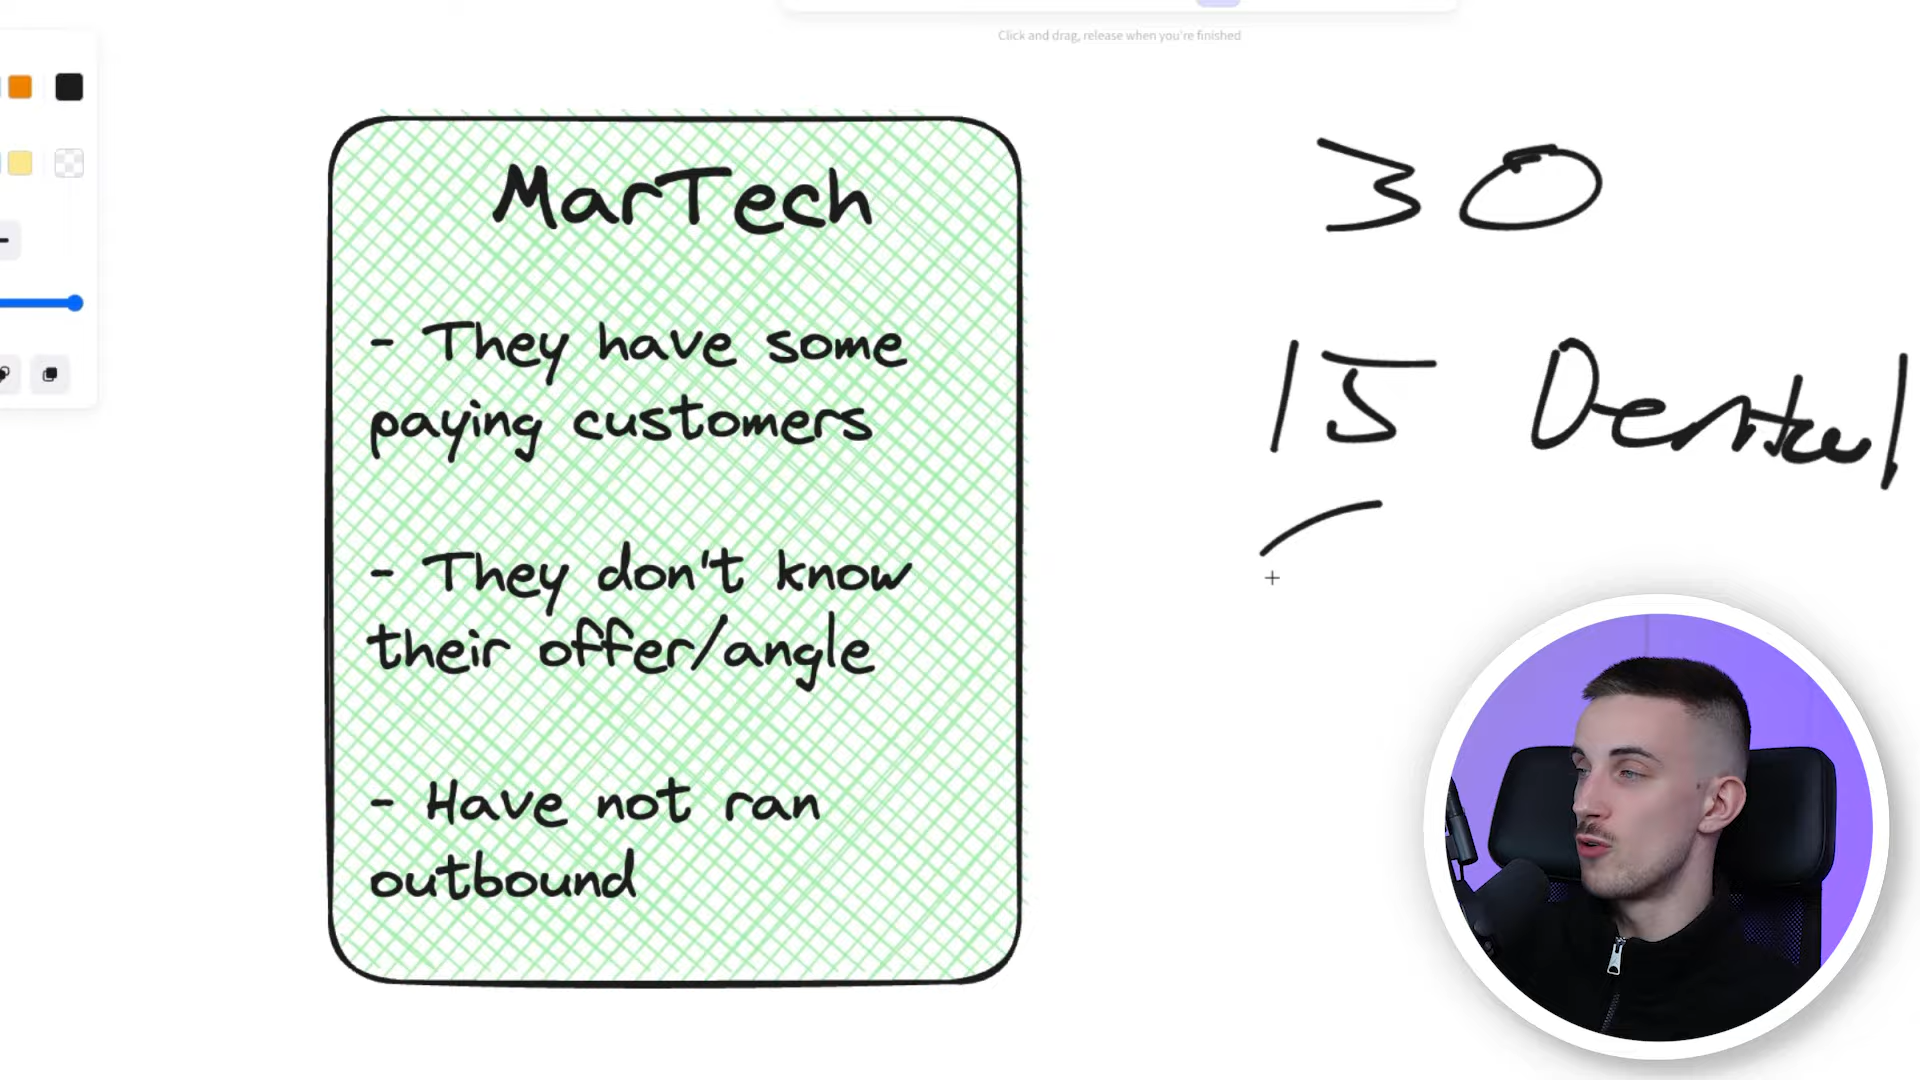 Click and drag, release when you're finished
MarTech
- They have some
paying customers
- They don't know
their offer/angle
- Have not ran
outbound
30
15 Dental